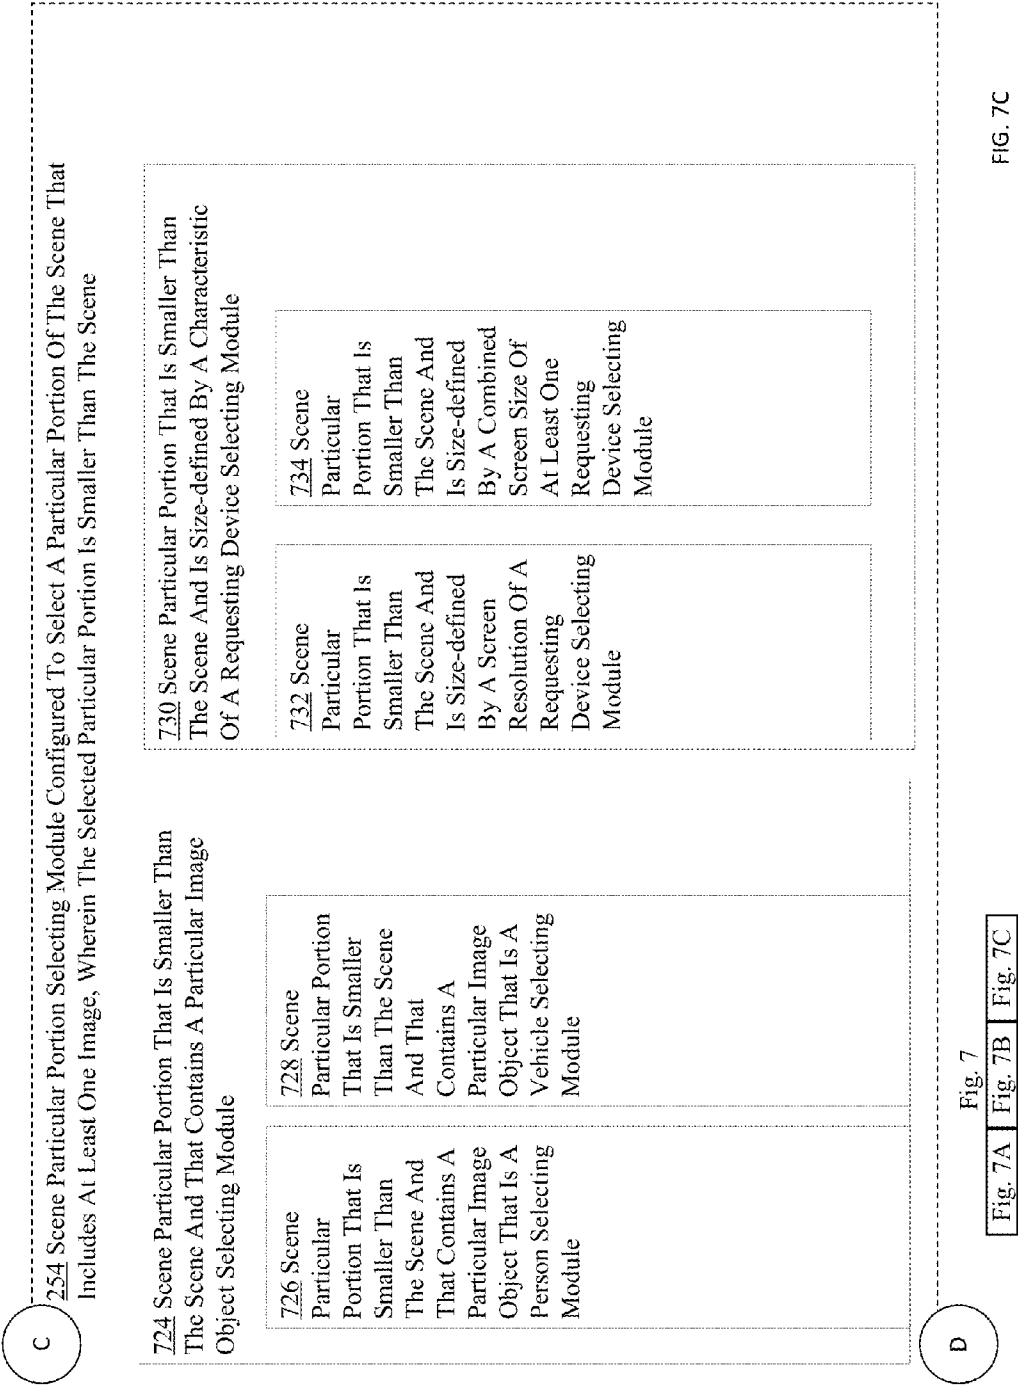 C
254 Scene Particular Portion Selecting Module Configured To Select A Particular Portion Of The Scene That
Includes At Least One Image, Wherein The Selected Particular Portion Is Smaller Than The Scene
724 Scene Particular Portion That Is Smaller Than
The Scene And That Contains A Particular Image
Object Selecting Module
726 Scene
Particular
Portion That Is
Smaller Than
The Scene And
That Contains A
Particular Image
Object That Is A
Person Selecting
Module
728 Scene
Particular Portion
That Is Smaller
Than The Scene
And That
Contains A
Particular Image
Object That Is A
Vehicle Selecting
Module
730 Scene Particular Portion That Is Smaller Than
The Scene And Is Size-defined By A Characteristic
Of A Requesting Device Selecting Module
732 Scene
Particular
Portion That Is
Smaller Than
The Scene And
Is Size-defined
By A Screen
Resolution Of A
Requesting
Device Selecting
Module
734 Scene
Particular
Portion That Is
Smaller Than
The Scene And
Is Size-defined
By A Combined
Screen Size Of
At Least One
Requesting
Device Selecting
Module
D
Fig. 7
Fig. 7A Fig. 7B Fig. 7C
FIG. 7C